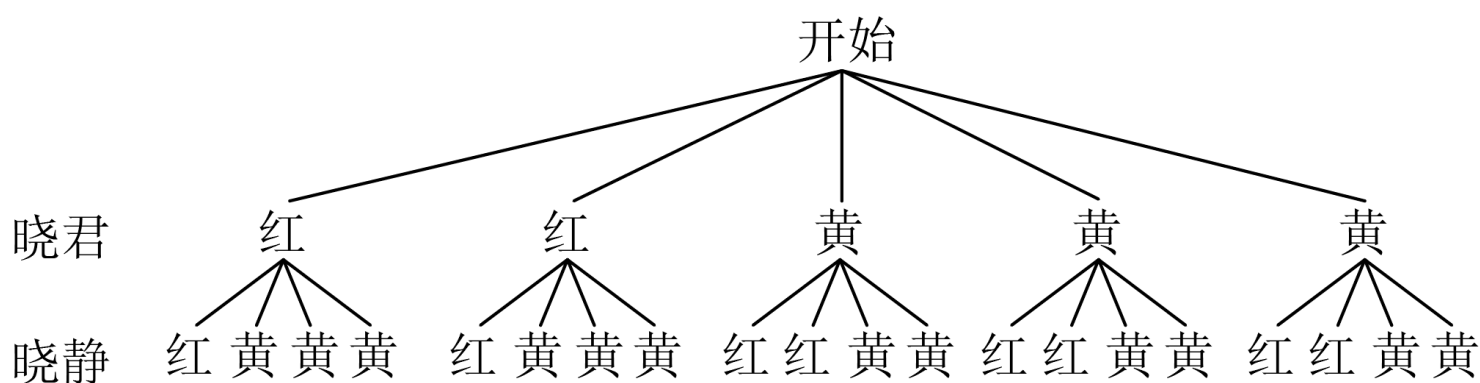 开始
晓君 红 红 黄 黄 黄
晓静 红 黄 黄 黄 红 黄 黄 黄 红 红 黄 黄 红 红 黄 黄 红 红 黄 黄